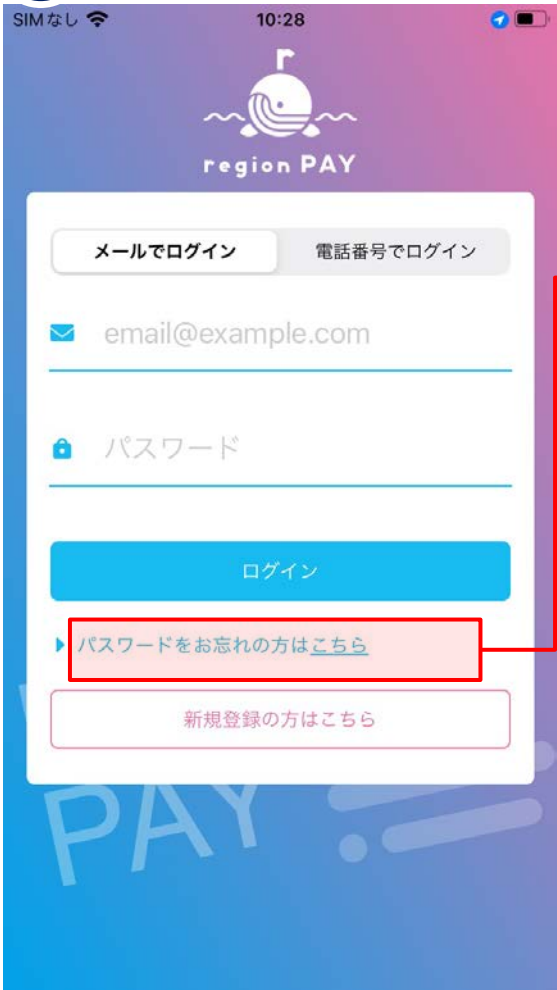 SIMなし 10:28
region PAY
メールでログイン 電話番号でログイン
email@example.com
パスワード
ログイン
パスワードをお忘れの方はこちら
新規登録の方はこちら
PAY